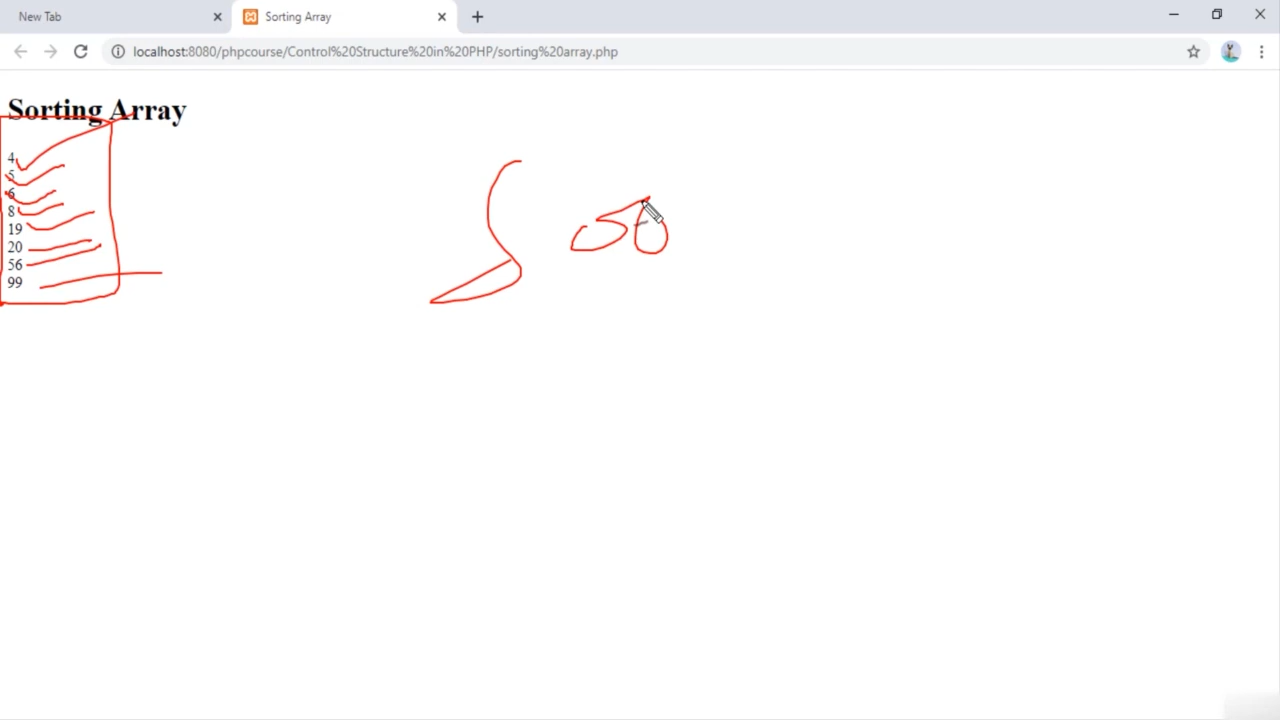 New Tab
Sorting Array
localhost:8080/phpcourse/Control%20Structure%20in%20PHP/sorting%20array.php
Sorting Array
4
5
6
8
19
20
56
99